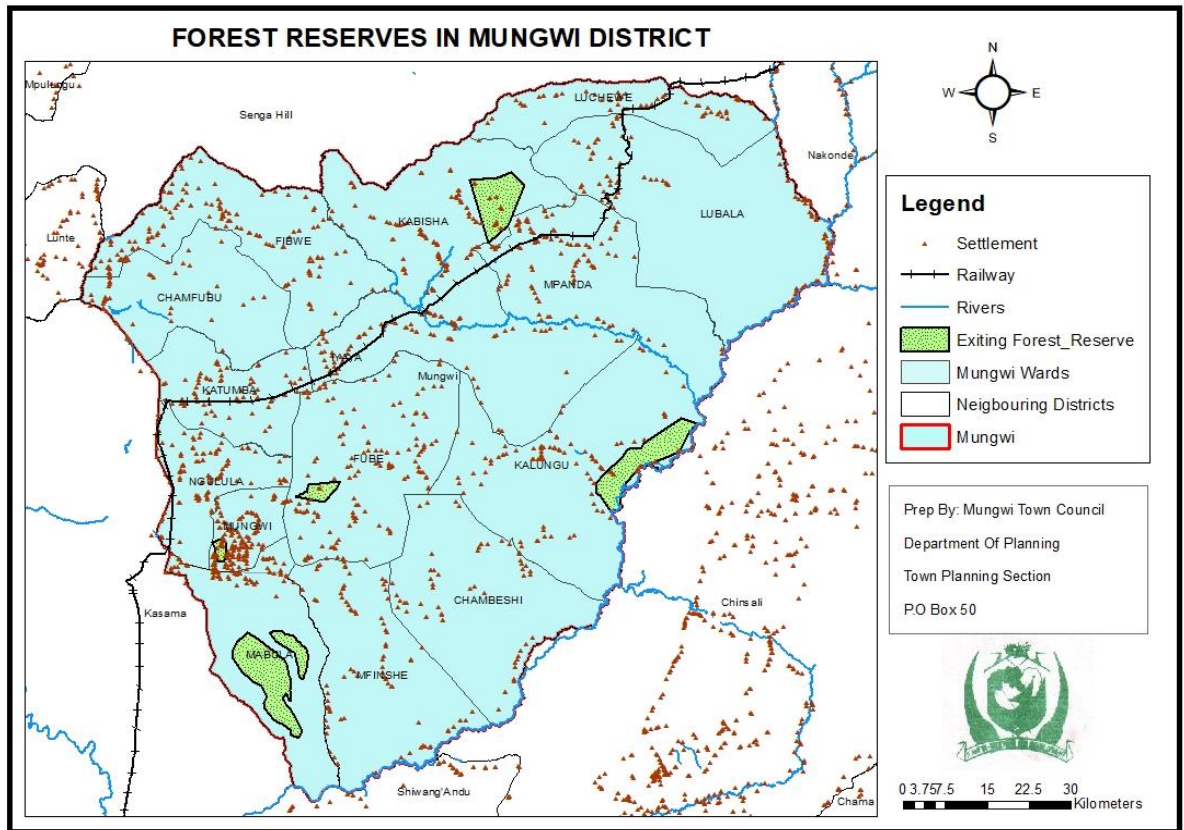 FOREST RESERVES IN MUNGWI DISTRICT
Mpulungu
Senga Hill
LUCHEWE
Nakonde
Lunte
FIBWE
KABISHA
LUBALA
CHAMFUBU
MPANDA
KATUMBA
Mungwi
NGULULA
FUBE
KALUNGU
MUNGWI
Kasama
CHAMBESHI
Chinsali
MABULA
MFINSHE
Shiwang'Andu
Chama
N
W
E
S
Legend
Settlement
Railway
Rivers
Exiting Forest_Reserve
Mungwi Wards
Neigbouring Districts
Mungwi
Prep By: Mungwi Town Council
Department Of Planning
Town Planning Section
P.O Box 50
0 3.757.5 15 22.5 30
Kilometers